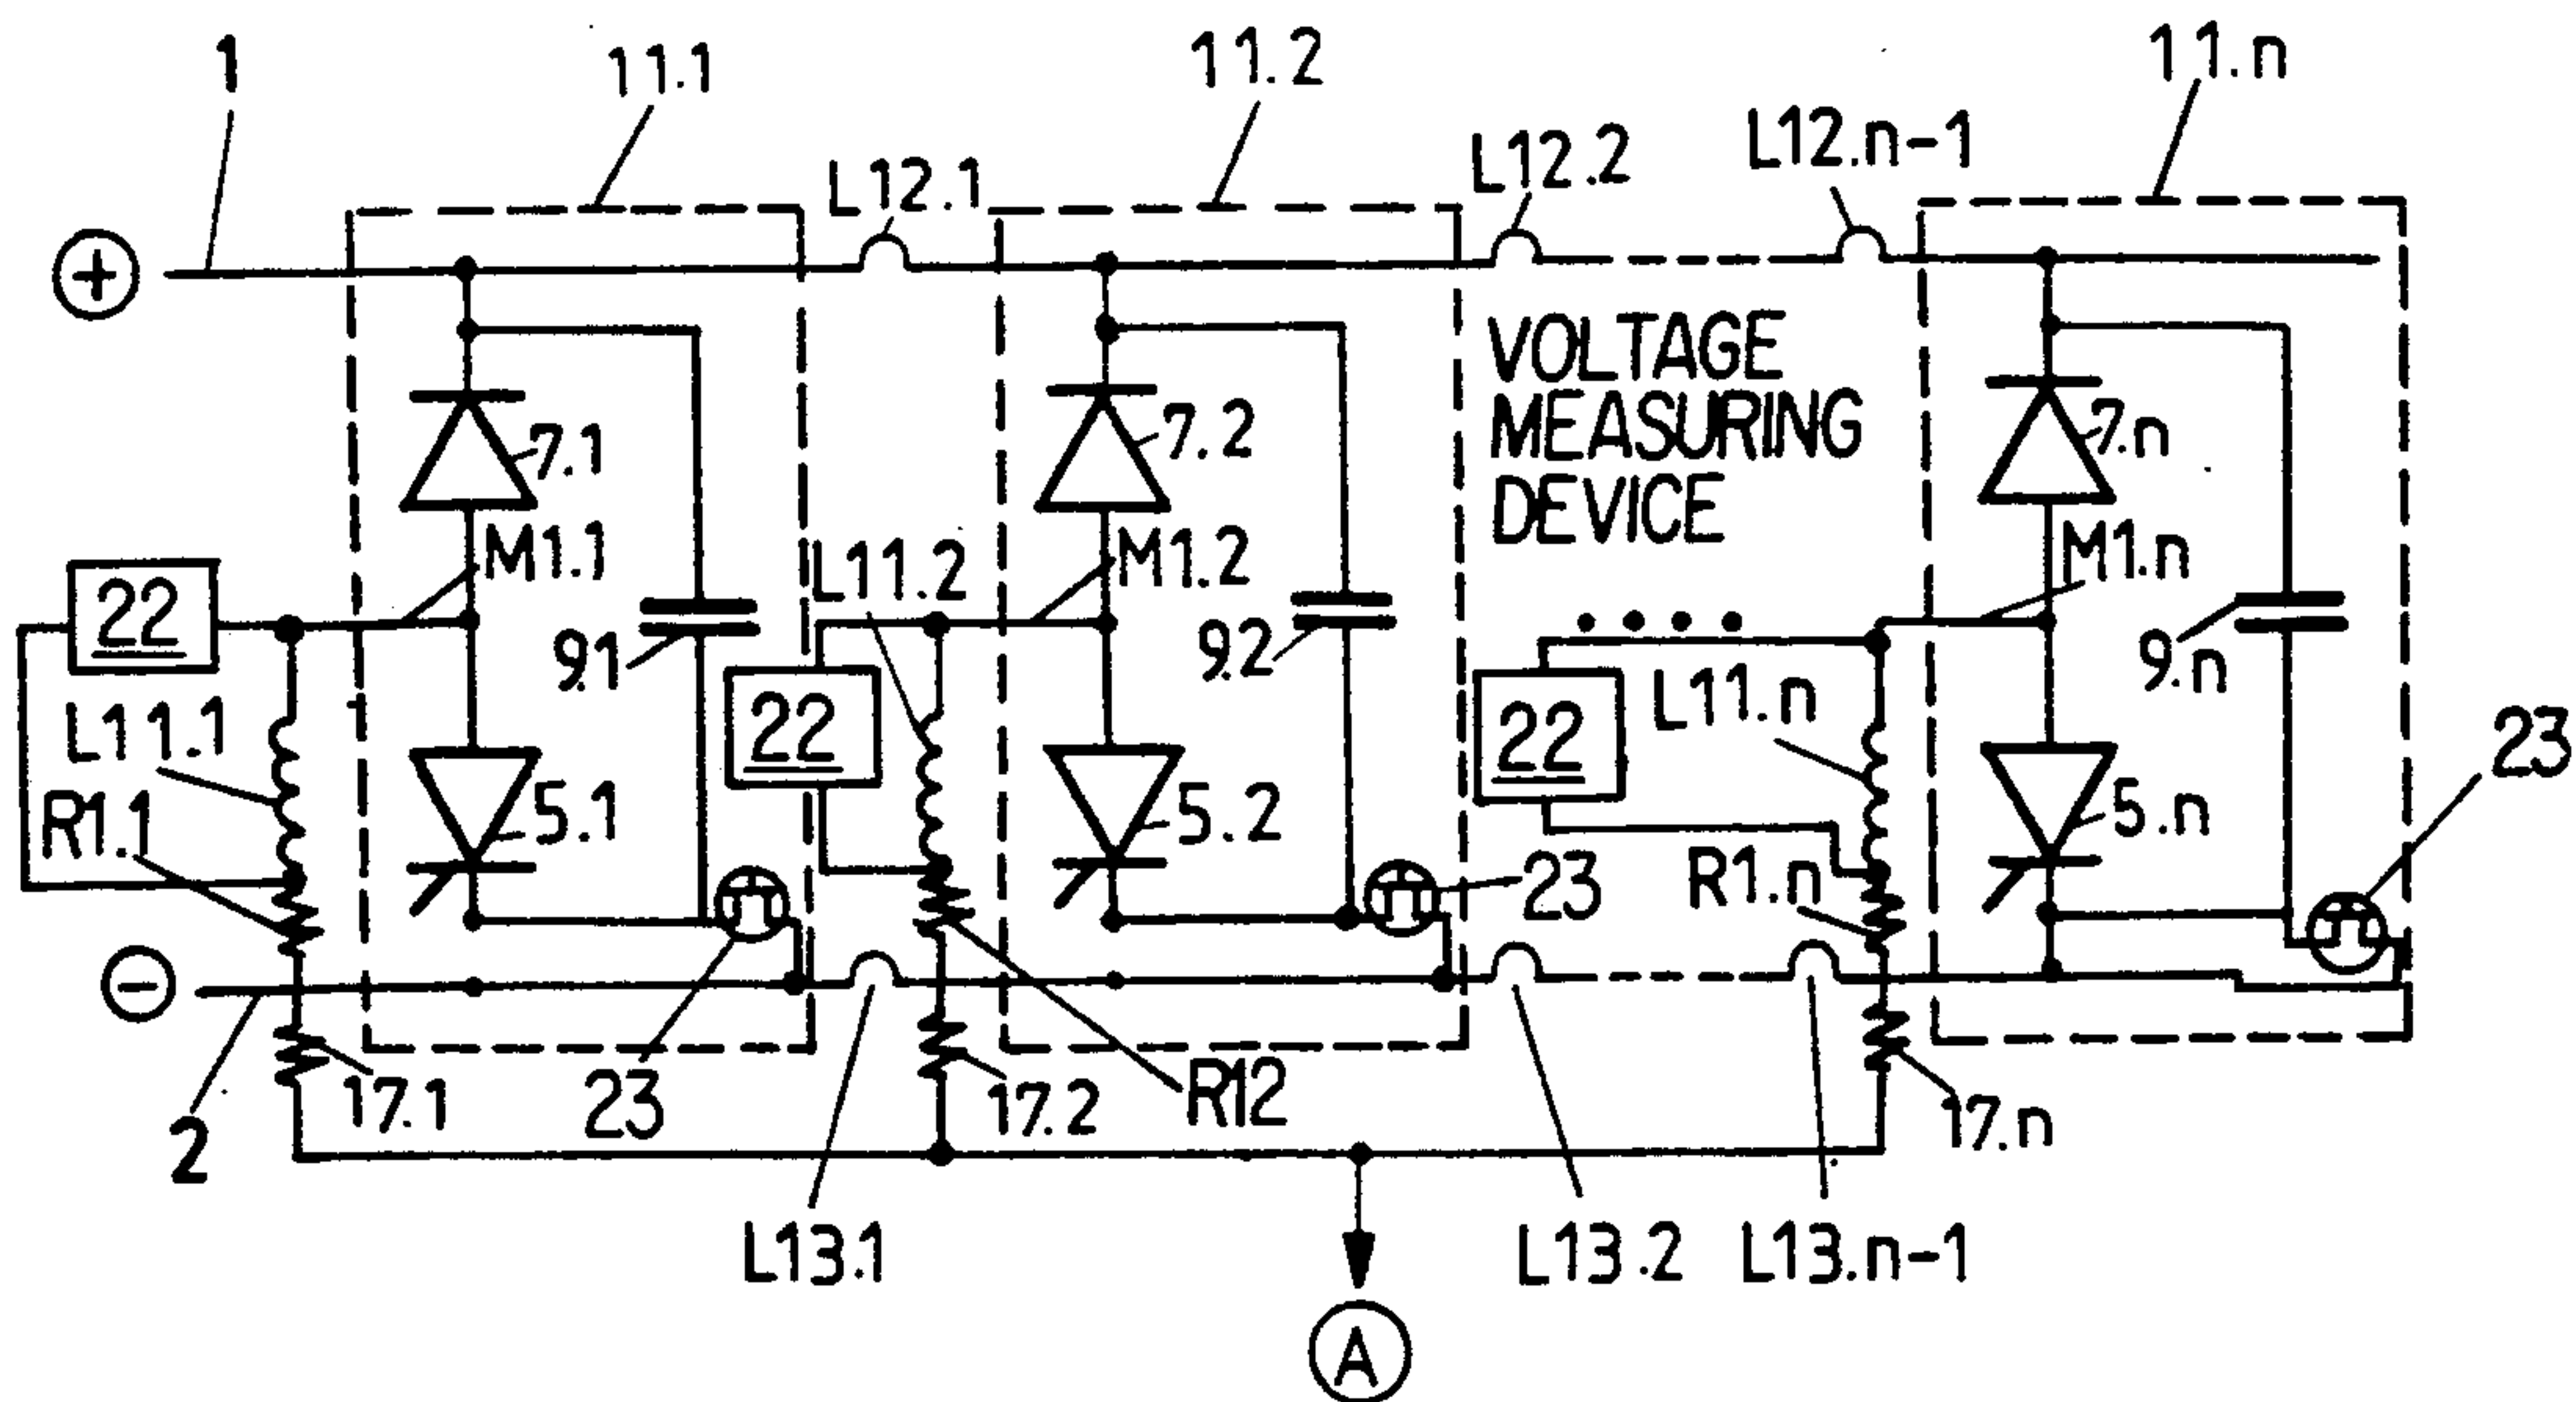 1
11.1
11.2
11.n
L12.1
L12.2
L12.n-1
+
VOLTAGE
MEASURING
DEVICE
7.1
7.2
7.n
M1.1
L11.2
M1.2
M1.n
22
9.1
9.2
9.n
L11.1
22
22
L11.n
23
R1.1
5.1
5.2
5.n
23
R1.n
−
2
17.1
23
17.2
R12
17.n
L13.1
L13.2
L13.n-1
A